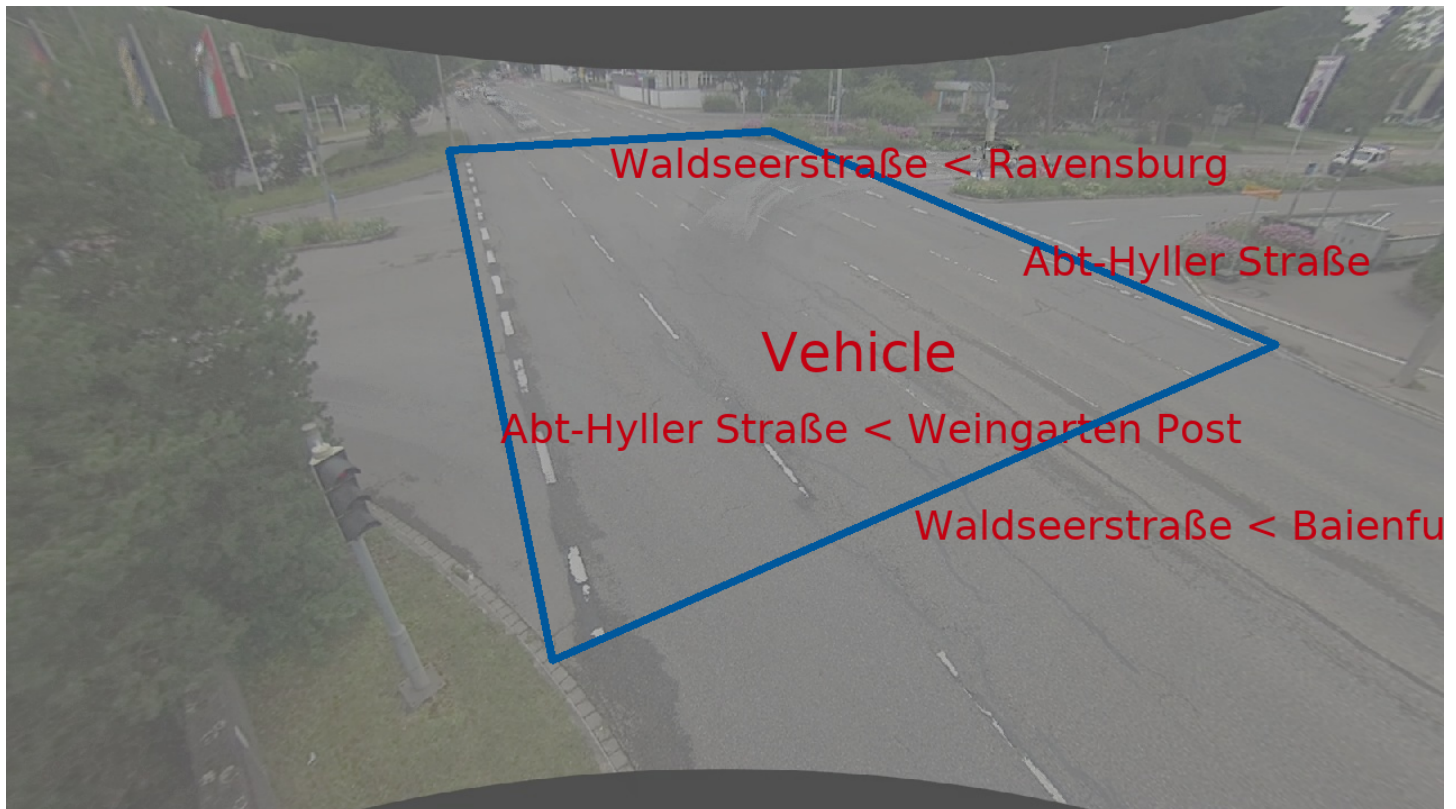 Waldseerstraße < Ravensburg
Abt-Hyller Straße
Vehicle
Abt-Hyller Straße < Weingarten Post
Waldseerstraße < Baienfu